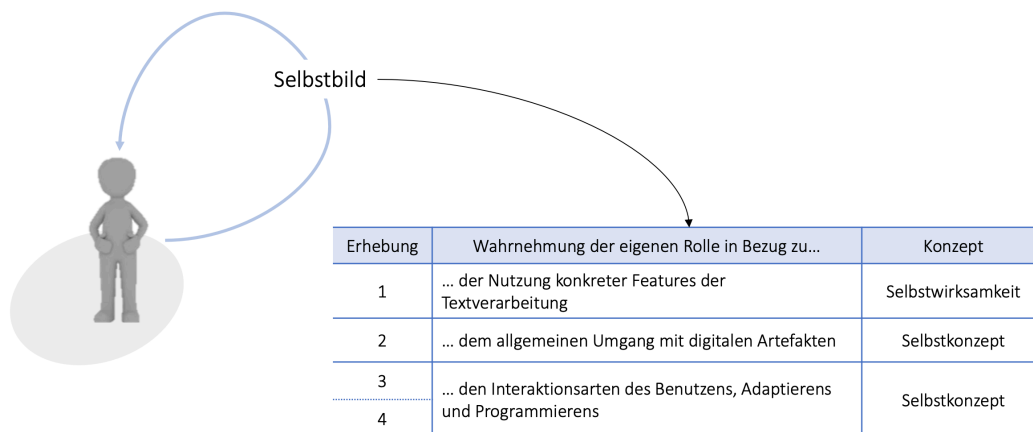 Selbstbild
Erhebung
Wahrnehmung der eigenen Rolle in Bezug zu...
Konzept
1
... der Nutzung konkreter Features der
Textverarbeitung
Selbstwirksamkeit
2
... dem allgemeinen Umgang mit digitalen Artefakten
Selbstkonzept
3
4
... den Interaktionsarten des Benutzens, Adaptierens
und Programmierens
Selbstkonzept